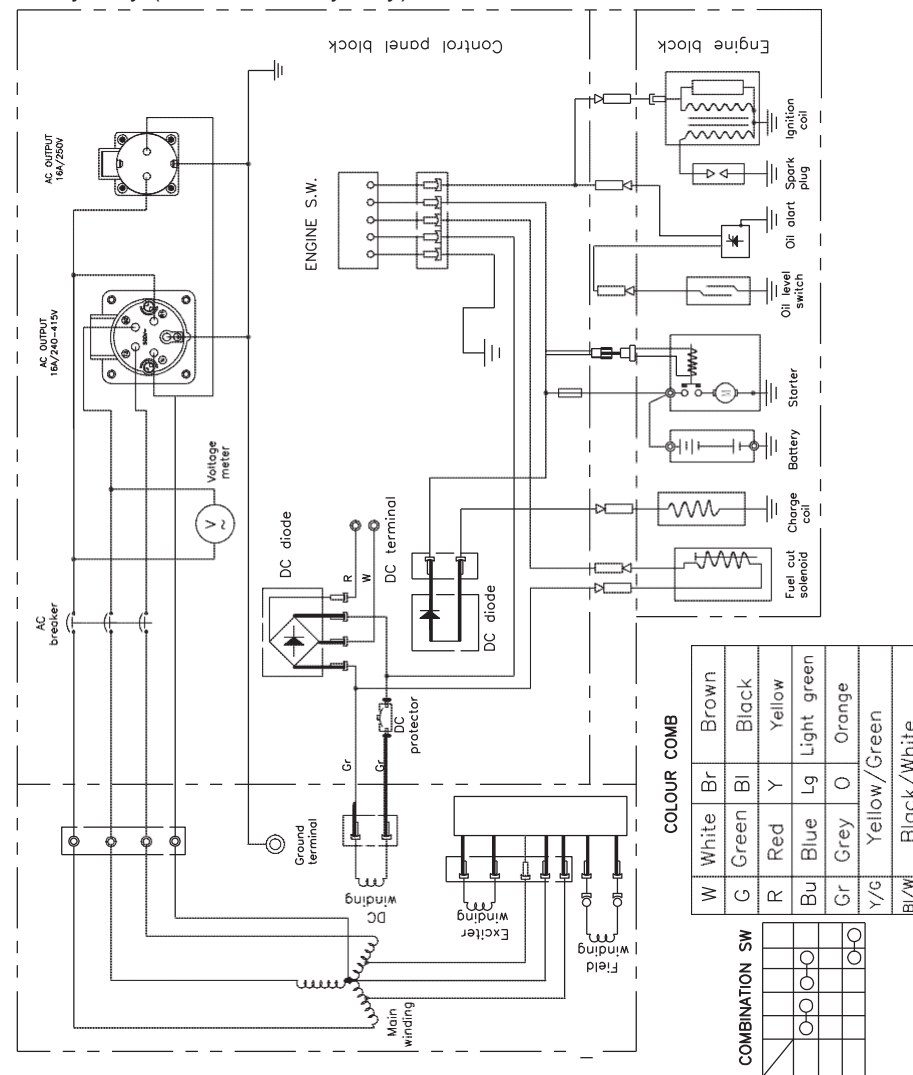 Control panel block
Engine block
AC OUTPUT
16A/250V
AC OUTPUT
16A/240-415V
ENGINE S.W.
Ignition
coil
Spark
plug
Oil alart
Oil level
switch
Starter
M
Battery
Charge
coil
Fuel cut
solenoid
Voltage
meter
V
~
AC
breaker
DC diode
R
W
DC terminal
DC diode
DC
protector
Gr
Gr
Ground
terminal
DC
winding
Exciter
winding
Field
winding
Main
winding
COLOUR COMB
W White Br Brown
G Green Bl Black
R Red Y Yellow
Bu Blue Lg Light green
Gr Grey O Orange
Y/G Yellow/Green
Bl/W Black/White
COMBINATION SW